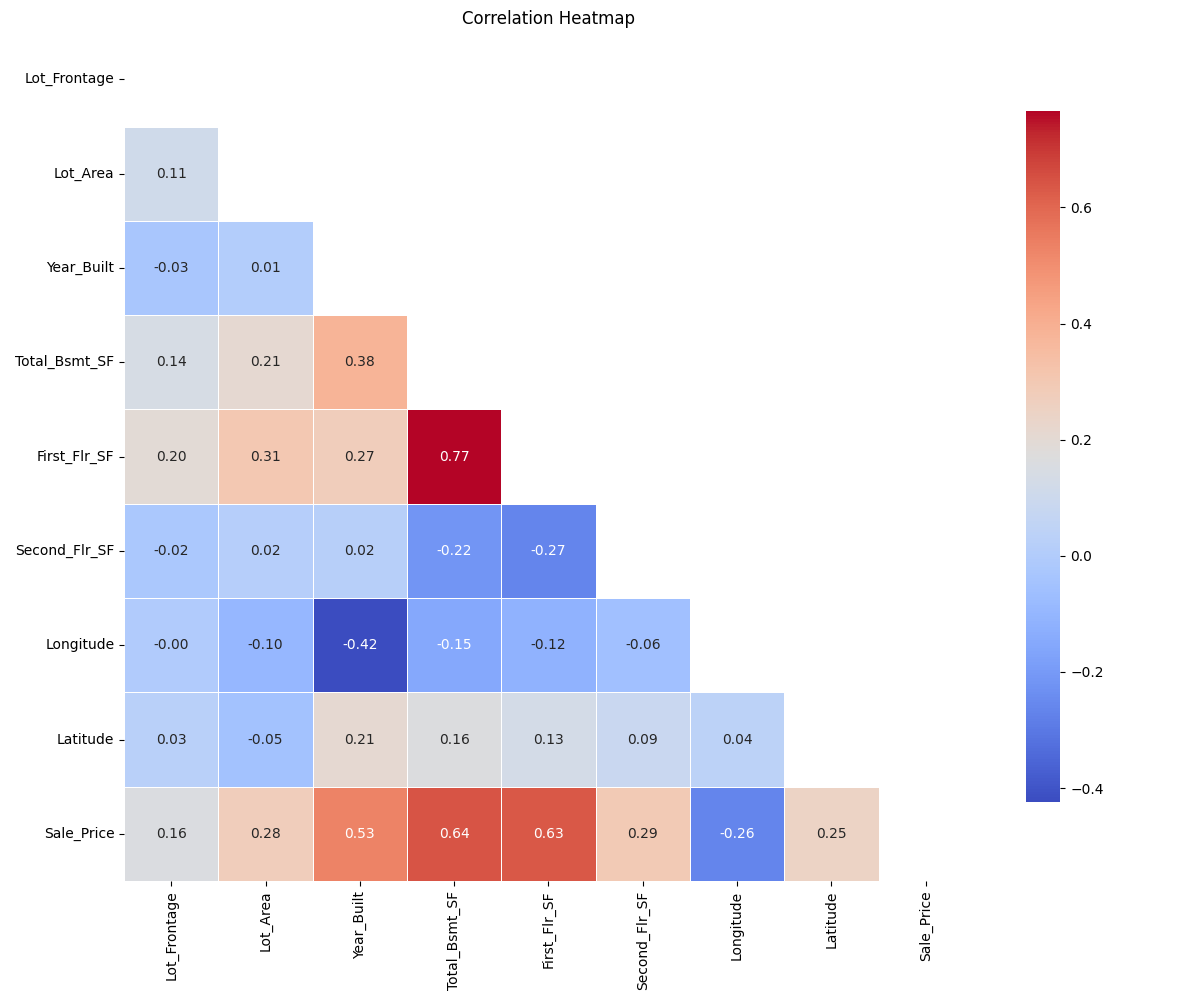 Correlation Heatmap
Lot_Frontage
Lot_Area
0.11
Year_Built
-0.03 0.01
Total_Bsmt_SF
0.14 0.21 0.38
First_Flr_SF
0.20 0.31 0.27 0.77
Second_Flr_SF
-0.02 0.02 0.02 -0.22 -0.27
Longitude
-0.00 -0.10 -0.42 -0.15 -0.12 -0.06
Latitude
0.03 -0.05 0.21 0.16 0.13 0.09 0.04
Sale_Price
0.16 0.28 0.53 0.64 0.63 0.29 -0.26 0.25
Lot_Frontage
Lot_Area
Year_Built
Total_Bsmt_SF
First_Flr_SF
Second_Flr_SF
Longitude
Latitude
Sale_Price
0.6
0.4
0.2
0.0
−0.2
−0.4